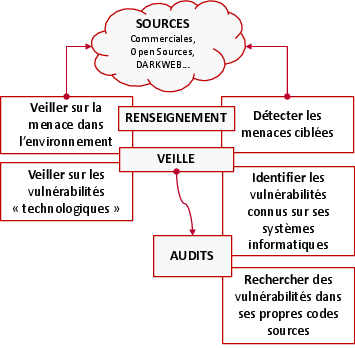 SOURCES
Commerciales,
Open Sources,
DARKWEB...
Veiller sur la
menace dans
l'environnement
RENSEIGNEMENT
Détecter les
menaces ciblées
VEILLE
Veiller sur les
vulnérabilités
« technologiques »
Identifier les
vulnérabilités
connus sur ses
systèmes
informatiques
AUDITS
Rechercher des
vulnérabilités dans
ses propres codes
sources